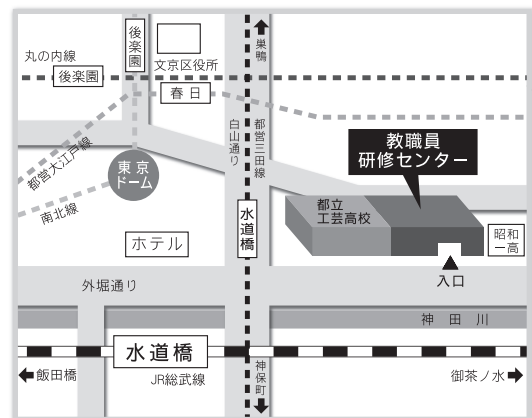 後楽園
文京区役所
巣鴨
丸の内線
後楽園
春日
白山通り
都営三田線
教職員
研修センター
都営大江戸線
東京
ドーム
南北線
水道橋
都立
工芸高校
ホテル
昭和
一高
入口
外堀通り
神田川
水道橋
飯田橋
JR総武線
神保町
御茶ノ水